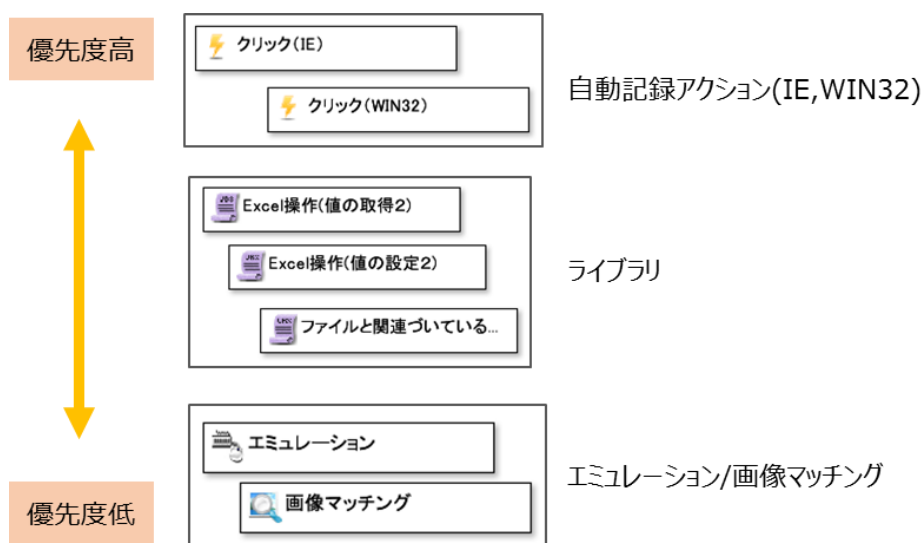 優先度高
クリック(IE)
クリック(WIN32)
自動記録アクション(IE,WIN32)
Excel操作(値の取得2)
Excel操作(値の設定2)
ファイルと関連づいている...
ライブラリ
エミュレーション
画像マッチング
エミュレーション/画像マッチング
優先度低